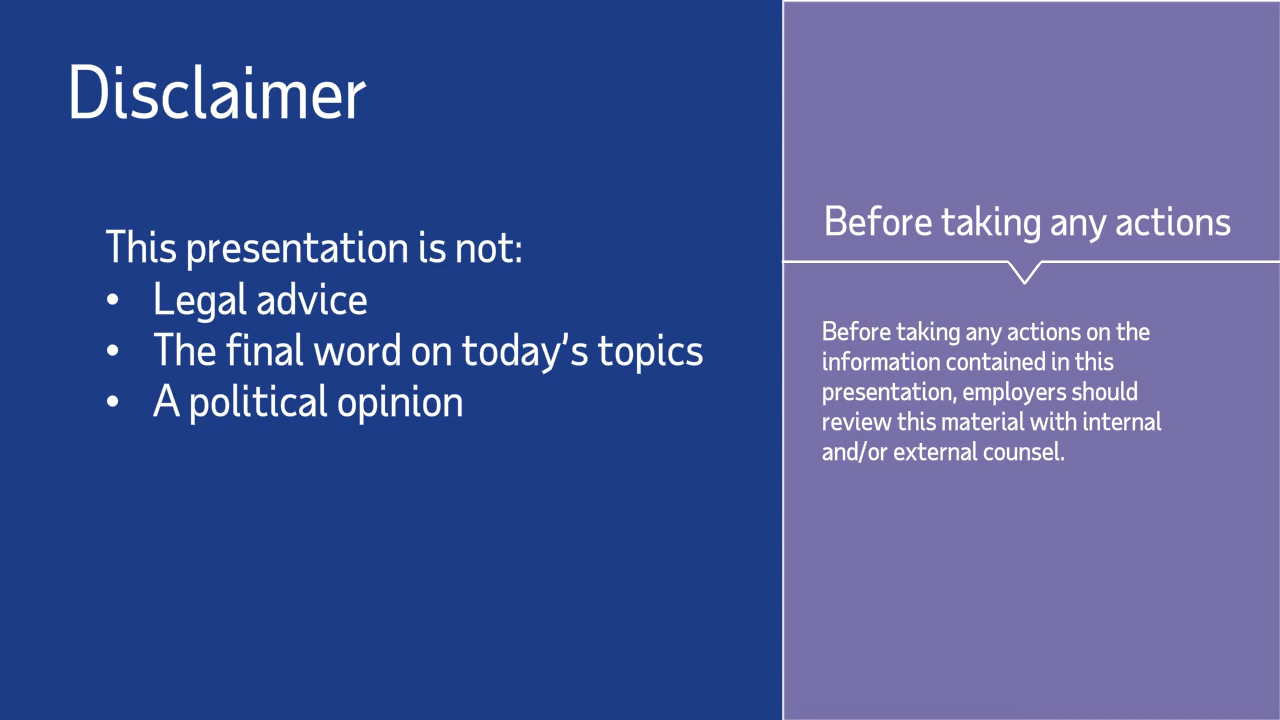 Disclaimer
This presentation is not:
• Legal advice
• The final word on today’s topics
• A political opinion
Before taking any actions
Before taking any actions on the
information contained in this
presentation, employers should
review this material with internal
and/or external counsel.